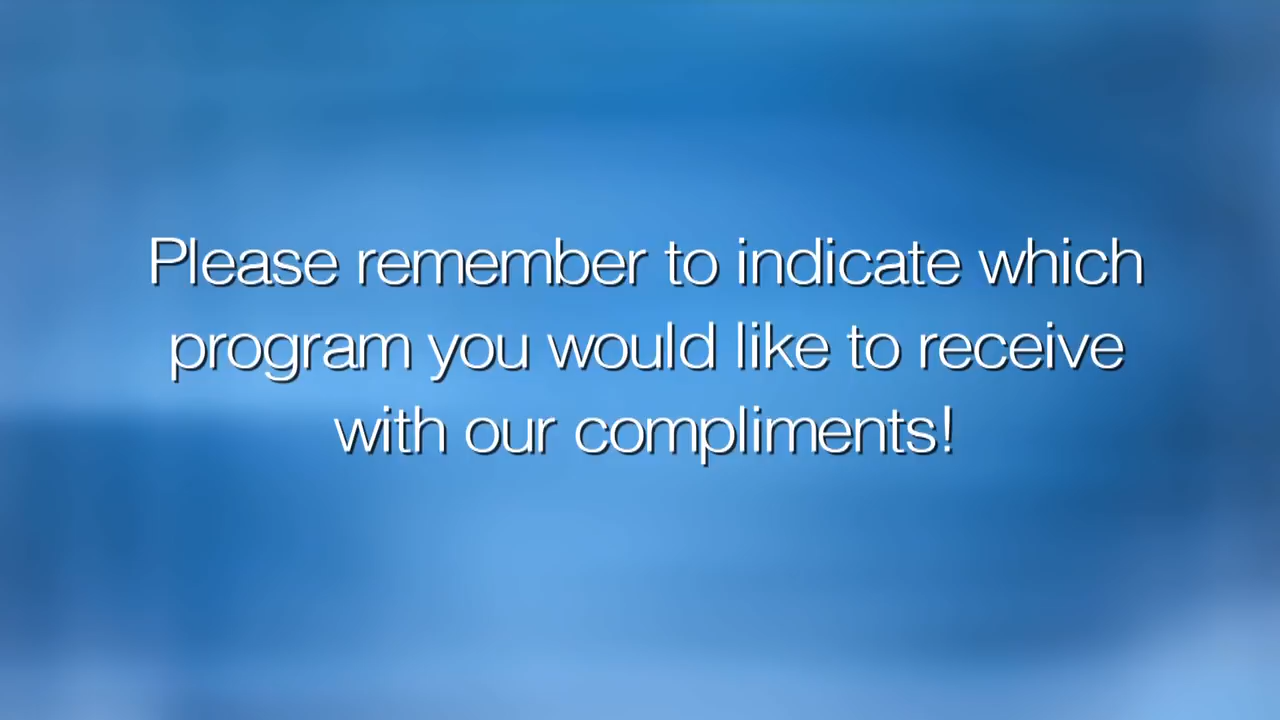 Please remember to indicate which
program you would like to receive
with our compliments!